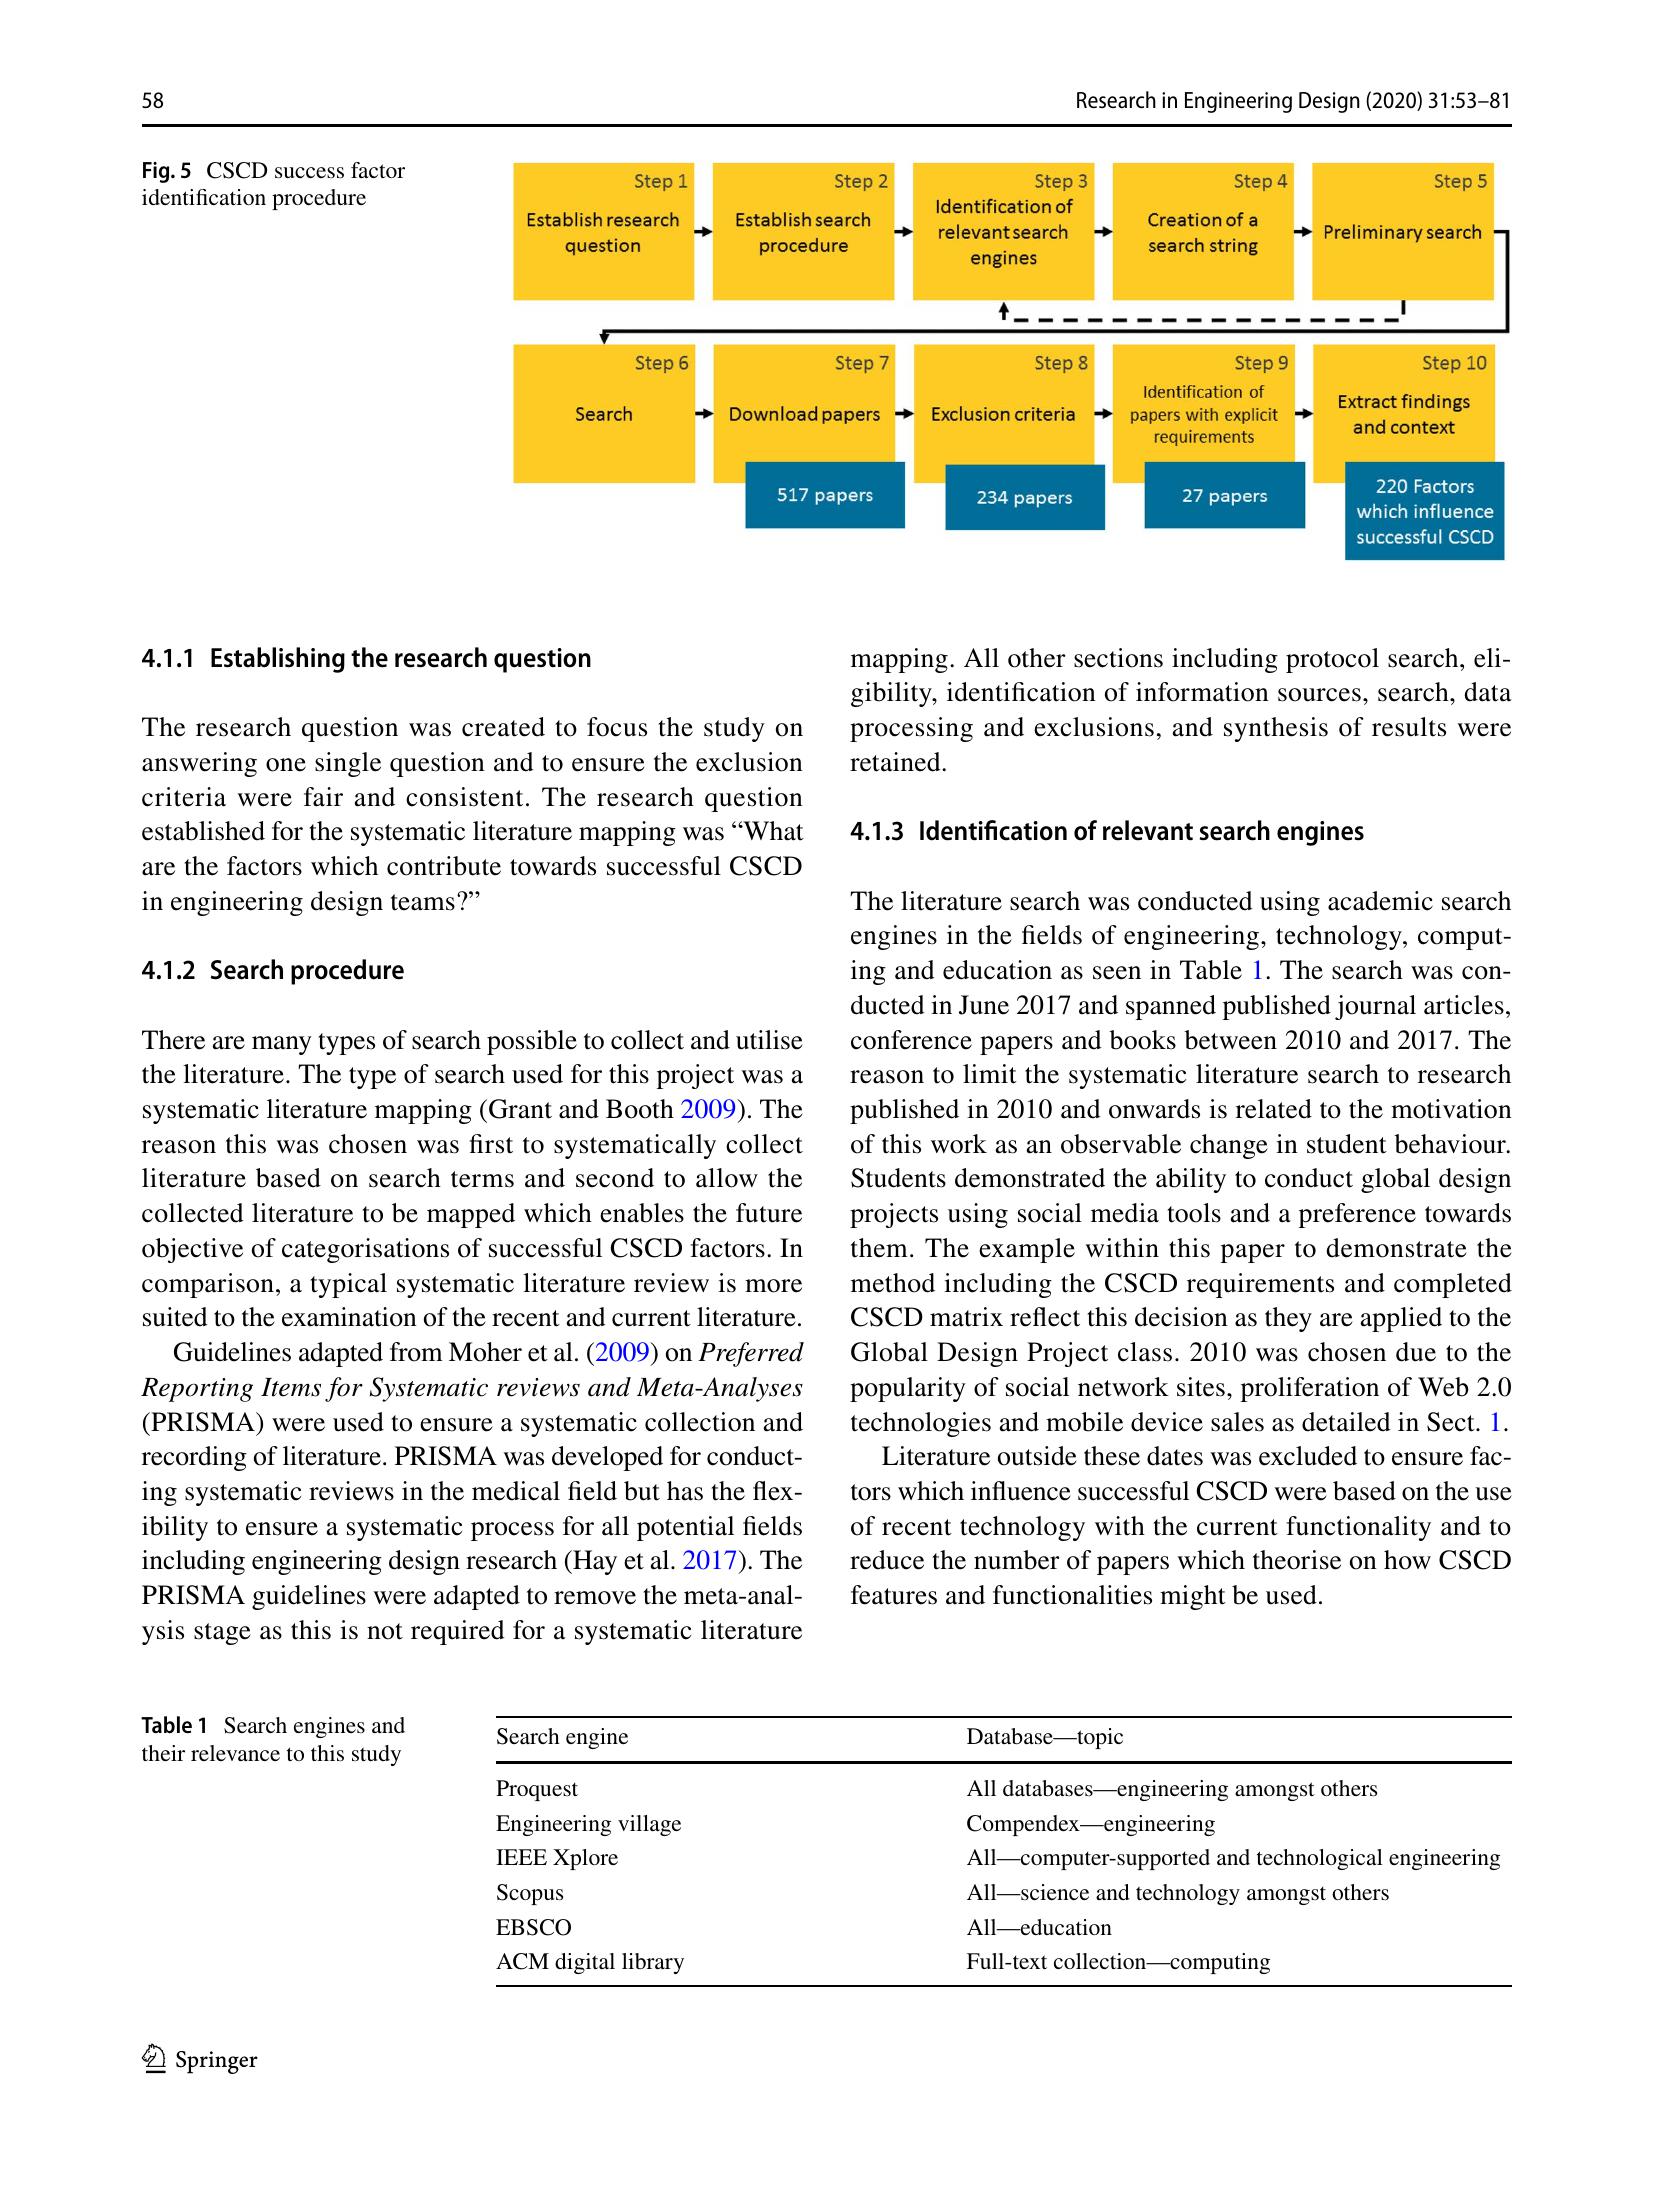 58
Research in Engineering Design (2020) 31:53–81
Fig. 5 CSCD success factor
identification procedure
Step 1
Establish research
question
Step 2
Establish search
procedure
Step 3
Identification of
relevant search
engines
Step 4
Creation of a
search string
Step 5
Preliminary search
Step 6
Search
Step 7
Download papers
517 papers
Step 8
Exclusion criteria
234 papers
Step 9
Identification of
papers with explicit
requirements
27 papers
Step 10
Extract findings
and context
220 Factors
which influence
successful CSCD
4.1.1 Establishing the research question
The research question was created to focus the study on
answering one single question and to ensure the exclusion
criteria were fair and consistent. The research question
established for the systematic literature mapping was “What
are the factors which contribute towards successful CSCD
in engineering design teams?”
4.1.2 Search procedure
There are many types of search possible to collect and utilise
the literature. The type of search used for this project was a
systematic literature mapping (Grant and Booth 2009). The
reason this was chosen was first to systematically collect
literature based on search terms and second to allow the
collected literature to be mapped which enables the future
objective of categorisations of successful CSCD factors. In
comparison, a typical systematic literature review is more
suited to the examination of the recent and current literature.
Guidelines adapted from Moher et al. (2009) on Preferred
Reporting Items for Systematic reviews and Meta-Analyses
(PRISMA) were used to ensure a systematic collection and
recording of literature. PRISMA was developed for conduct-
ing systematic reviews in the medical field but has the flex-
ibility to ensure a systematic process for all potential fields
including engineering design research (Hay et al. 2017). The
PRISMA guidelines were adapted to remove the meta-anal-
ysis stage as this is not required for a systematic literature
mapping. All other sections including protocol search, eli-
gibility, identification of information sources, search, data
processing and exclusions, and synthesis of results were
retained.
4.1.3 Identification of relevant search engines
The literature search was conducted using academic search
engines in the fields of engineering, technology, comput-
ing and education as seen in Table 1. The search was con-
ducted in June 2017 and spanned published journal articles,
conference papers and books between 2010 and 2017. The
reason to limit the systematic literature search to research
published in 2010 and onwards is related to the motivation
of this work as an observable change in student behaviour.
Students demonstrated the ability to conduct global design
projects using social media tools and a preference towards
them. The example within this paper to demonstrate the
method including the CSCD requirements and completed
CSCD matrix reflect this decision as they are applied to the
Global Design Project class. 2010 was chosen due to the
popularity of social network sites, proliferation of Web 2.0
technologies and mobile device sales as detailed in Sect. 1.
Literature outside these dates was excluded to ensure fac-
tors which influence successful CSCD were based on the use
of recent technology with the current functionality and to
reduce the number of papers which theorise on how CSCD
features and functionalities might be used.
Table 1 Search engines and
their relevance to this study
Search engine Database—topic
Proquest All databases—engineering amongst others
Engineering village Compendex—engineering
IEEE Xplore All—computer-supported and technological engineering
Scopus All—science and technology amongst others
EBSCO All—education
ACM digital library Full-text collection—computing
Springer